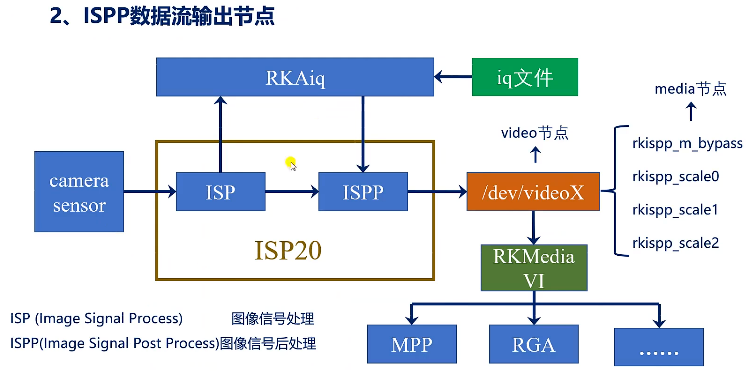 2、ISPP数据流输出节点
RKAiq
iq文件
media节点
video节点
rkispp_m_bypass
camera
sensor
ISP
ISPP
/dev/videoX
rkispp_scale0
rkispp_scale1
rkispp_scale2
ISP20
RKMedia
VI
ISP (Image Signal Process) 图像信号处理
ISPP(Image Signal Post Process)图像信号后处理
MPP
RGA
......